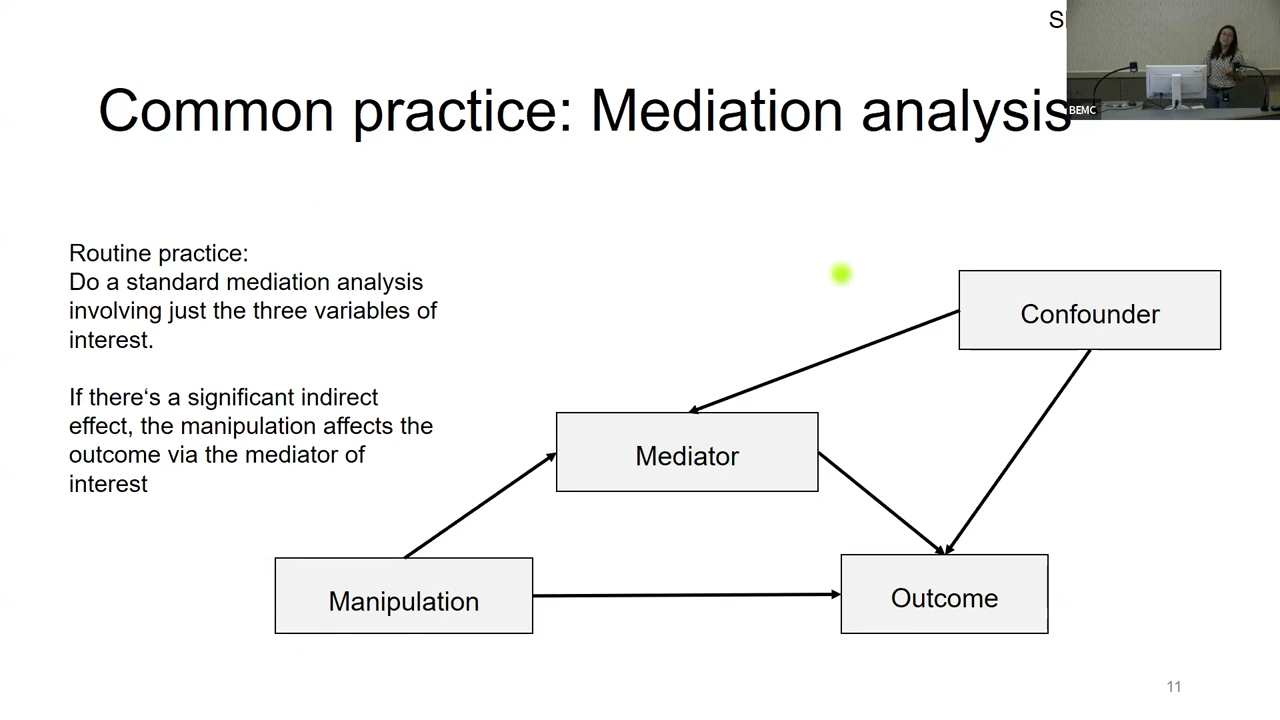 Common practice: Mediation analysis
BEMC
Routine practice:
Do a standard mediation analysis
involving just the three variables of
interest.
If there‘s a significant indirect
effect, the manipulation affects the
outcome via the mediator of
interest
Confounder
Mediator
Manipulation
Outcome
11